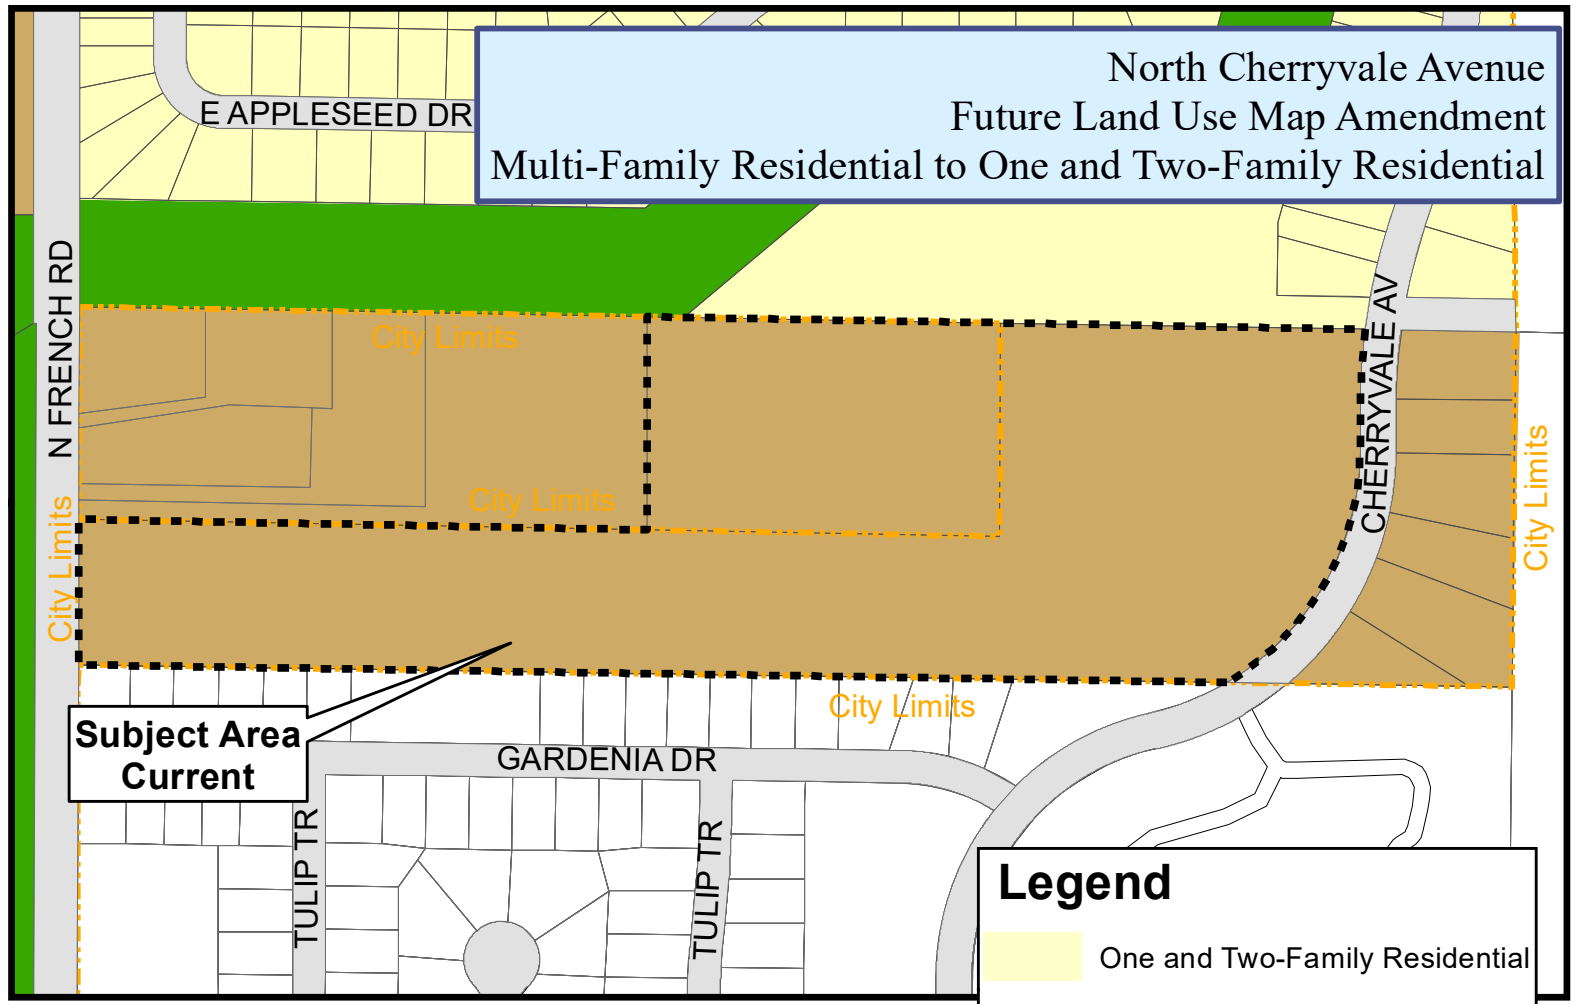 North Cherryvale Avenue
Future Land Use Map Amendment
Multi-Family Residential to One and Two-Family Residential
E APPLESEED DR
N FRENCH RD
CHERRYVALE AV
City Limits
City Limits
City Limits
City Limits
City Limits
Subject Area
Current
GARDENIA DR
TULIP TR
TULIP TR
Legend
One and Two-Family Residential